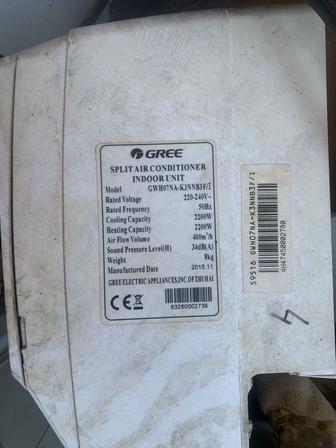 GREE
SPLIT AIR CONDITIONER
INDOOR UNIT
Model GWH07NA-K3NNB3F/I
Rated Voltage 220-240V~
Rated Frequency 50Hz
Cooling Capacity 2200W
Heating Capacity 2200W
Air Flow Volume 400m³/h
Sound Pressure Level(H) 34dB(A)
Weight 8kg
Manufactured Date 2015.11
GREE ELECTRIC APPLIANCES,INC.OF ZHUHAI
CE
63260002738
59516 GWH07NA-K3NNB3F/I
4H47450002780